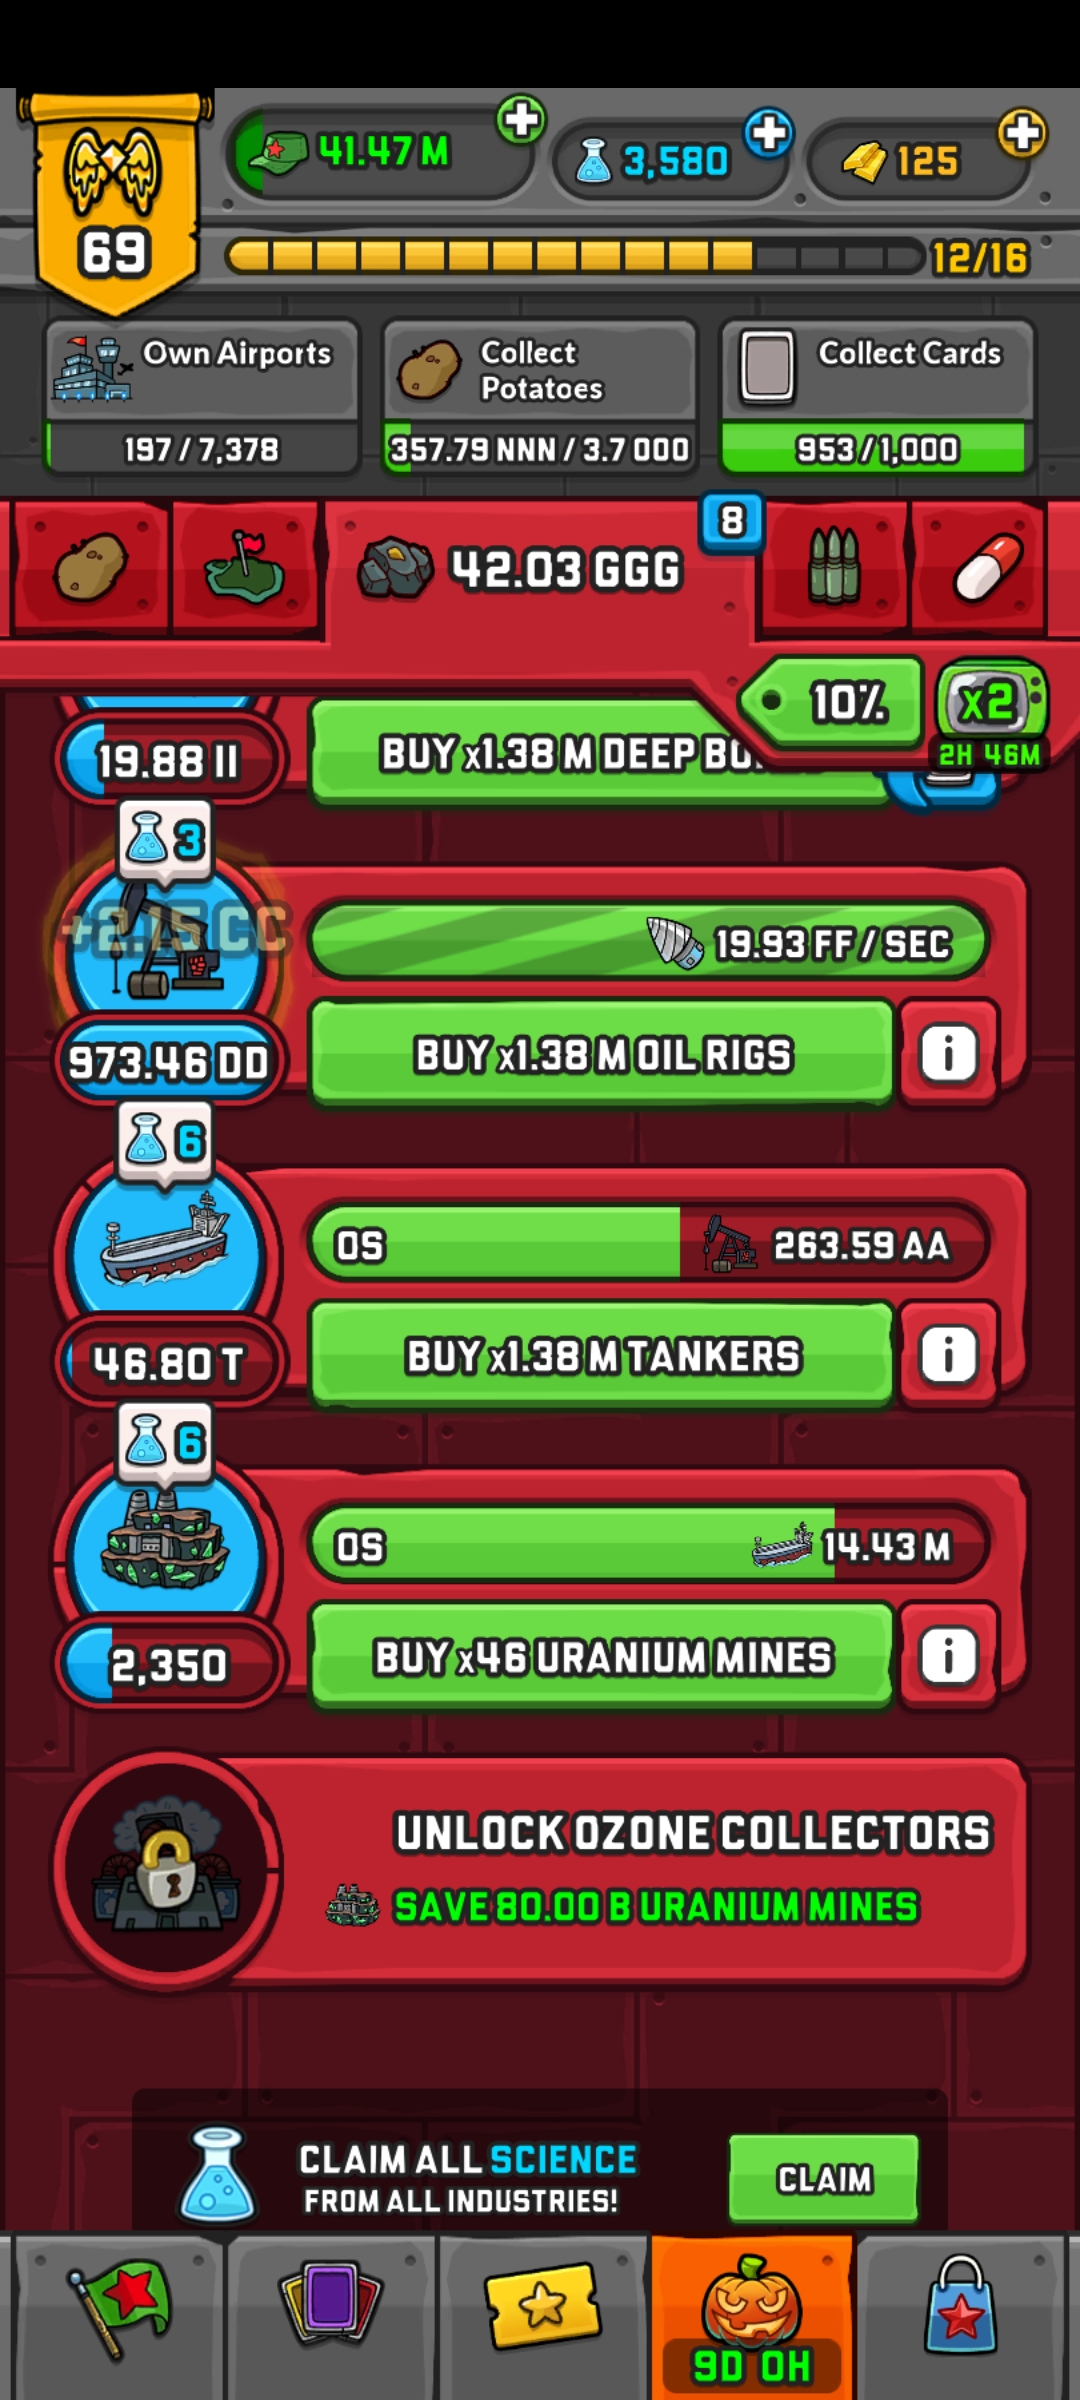 41.47 M
3,580
125
69
12/16
Own Airports
197 / 7,378
Collect
Potatoes
357.79 NNN / 3.7 OOO
Collect Cards
953 / 1,000
8
42.03 GGG
10%
x2
2H 46M
19.88 II
BUY x1.38 M DEEP
3
+2.15 CC
19.93 FF / SEC
973.46 DD
BUY x1.38 M OIL RIGS
i
6
0S
263.59 AA
46.80 T
BUY x1.38 M TANKERS
i
6
0S
14.43 M
2,350
BUY x46 URANIUM MINES
i
UNLOCK OZONE COLLECTORS
SAVE 80.00 B URANIUM MINES
CLAIM ALL SCIENCE
FROM ALL INDUSTRIES!
CLAIM
9D 0H